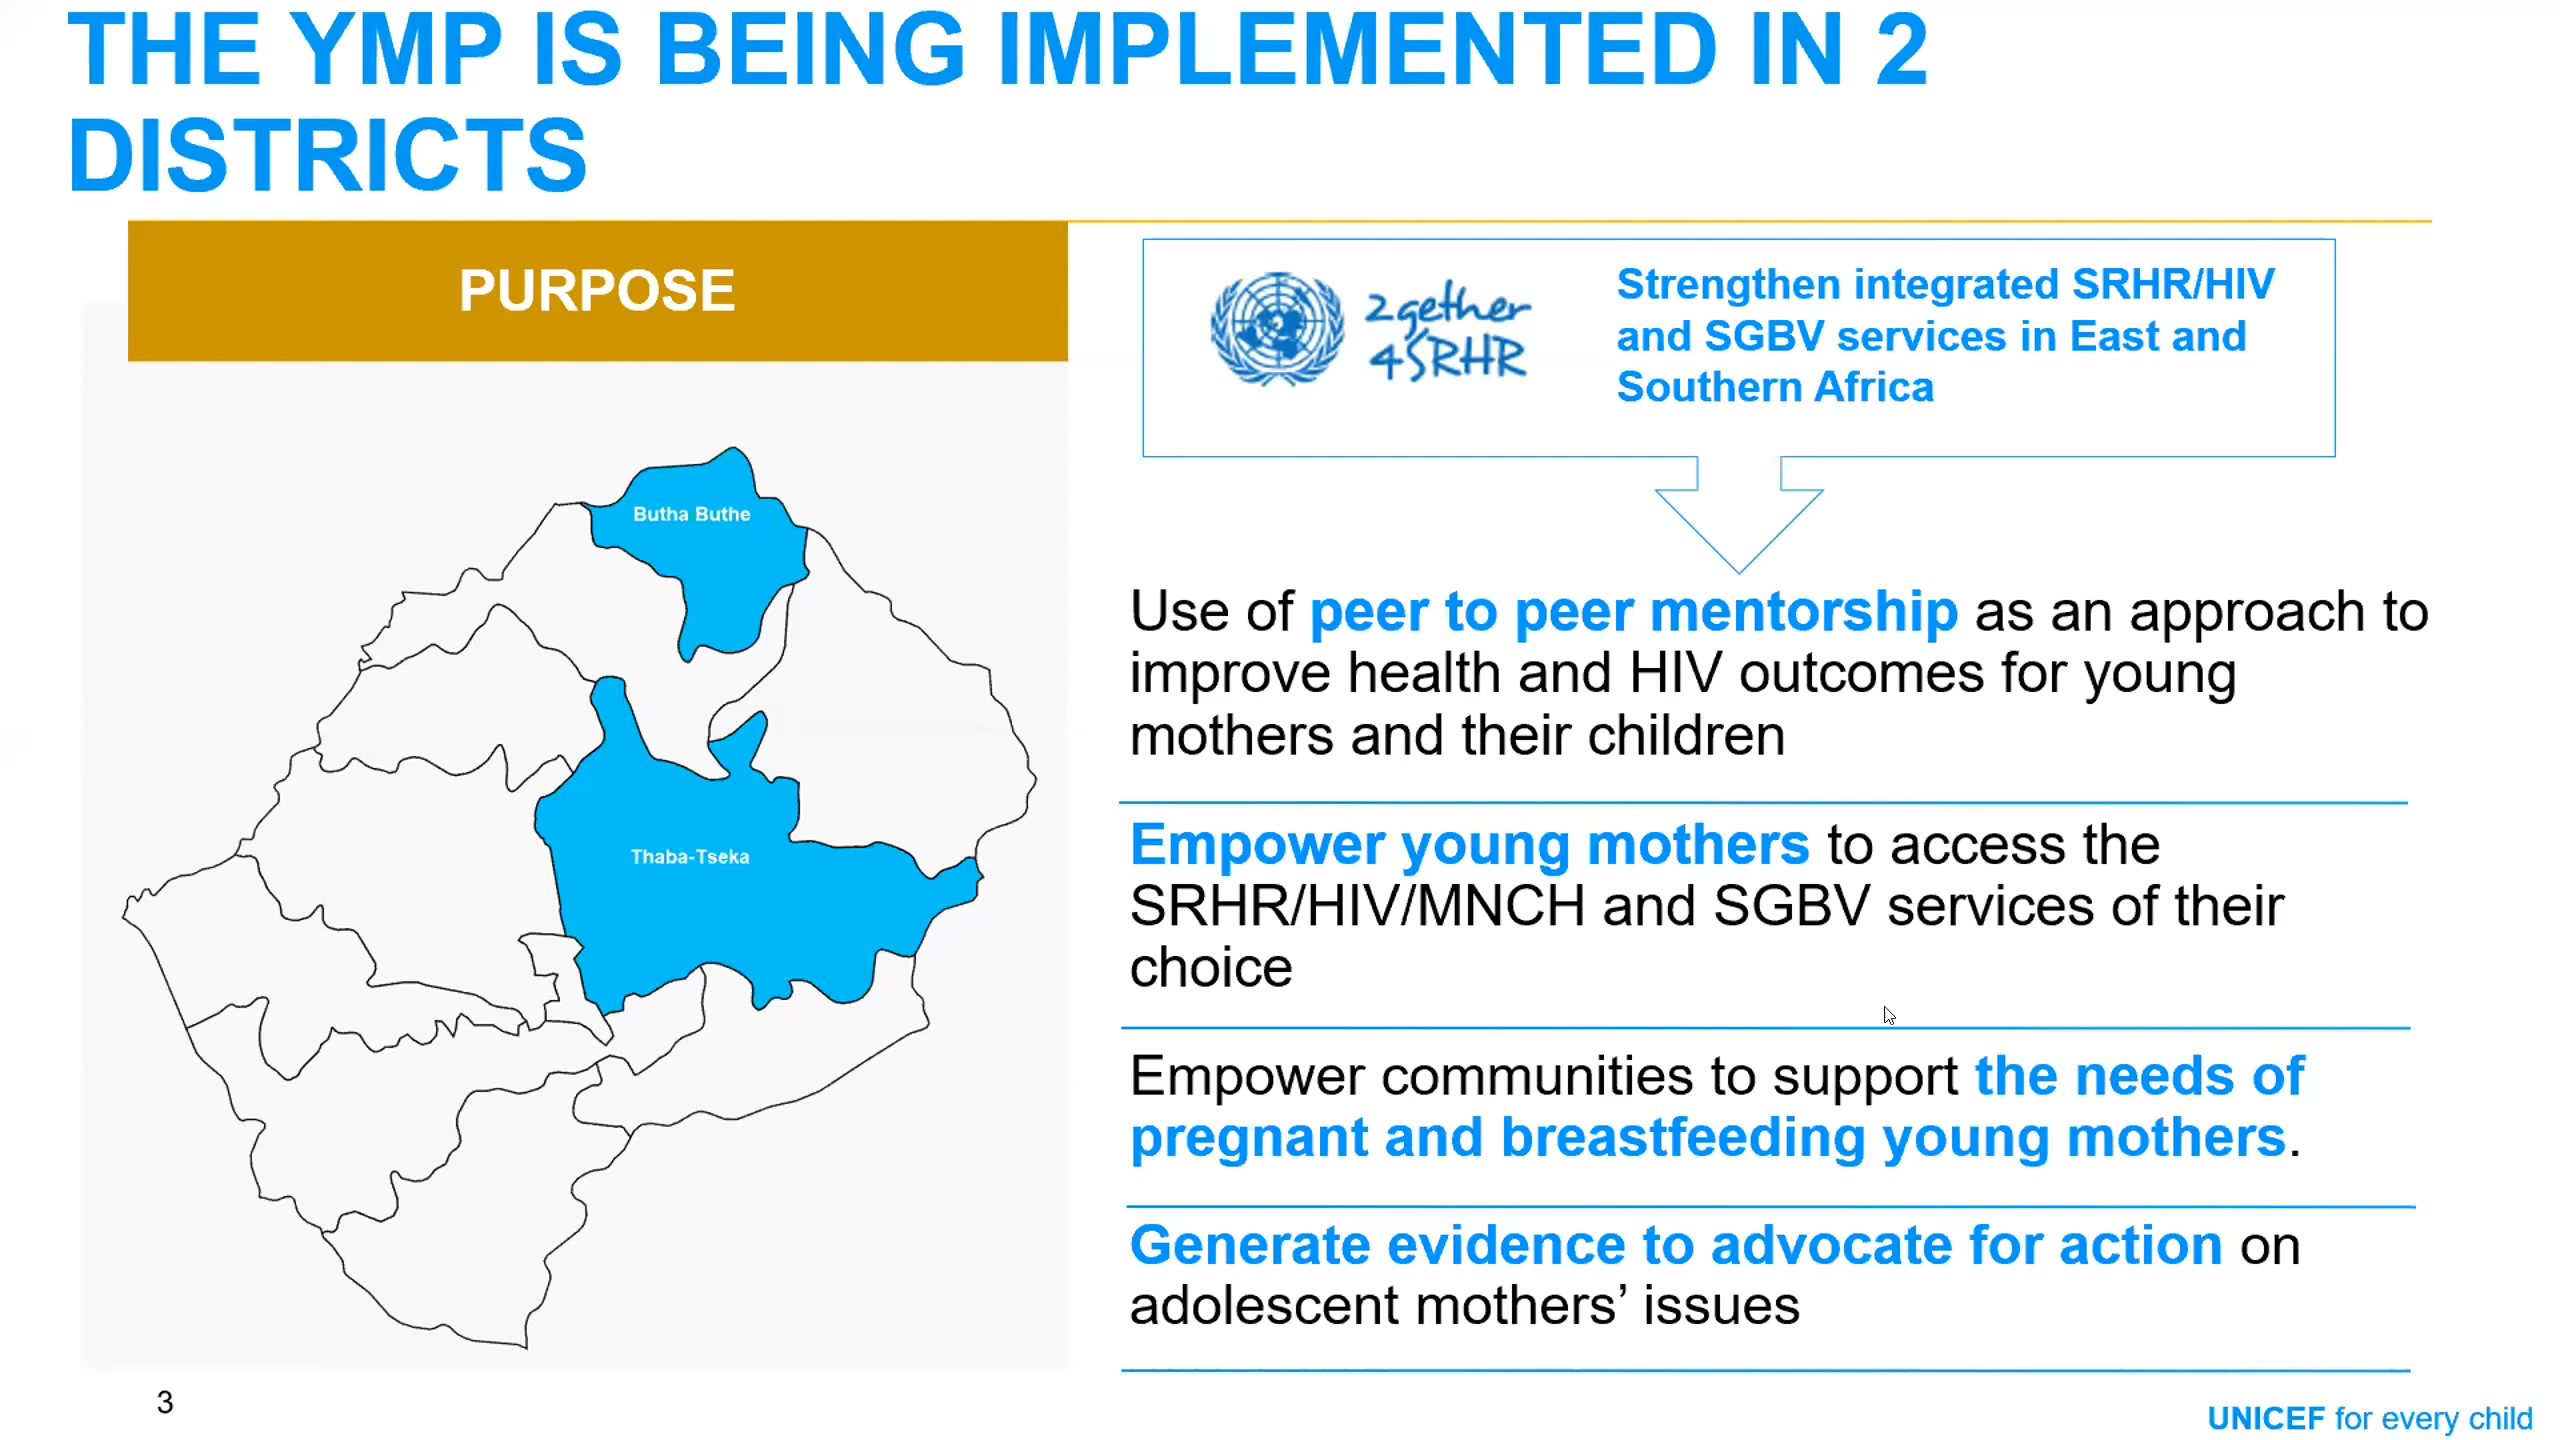 THE YMP IS BEING IMPLEMENTED IN 2
DISTRICTS
PURPOSE
Butha Buthe
Thaba-Tseka
2gether
4SRHR
Strengthen integrated SRHR/HIV
and SGBV services in East and
Southern Africa
Use of peer to peer mentorship as an approach to
improve health and HIV outcomes for young
mothers and their children
Empower young mothers to access the
SRHR/HIV/MNCH and SGBV services of their
choice
Empower communities to support the needs of
pregnant and breastfeeding young mothers.
Generate evidence to advocate for action on
adolescent mothers’ issues
3
UNICEF for every child